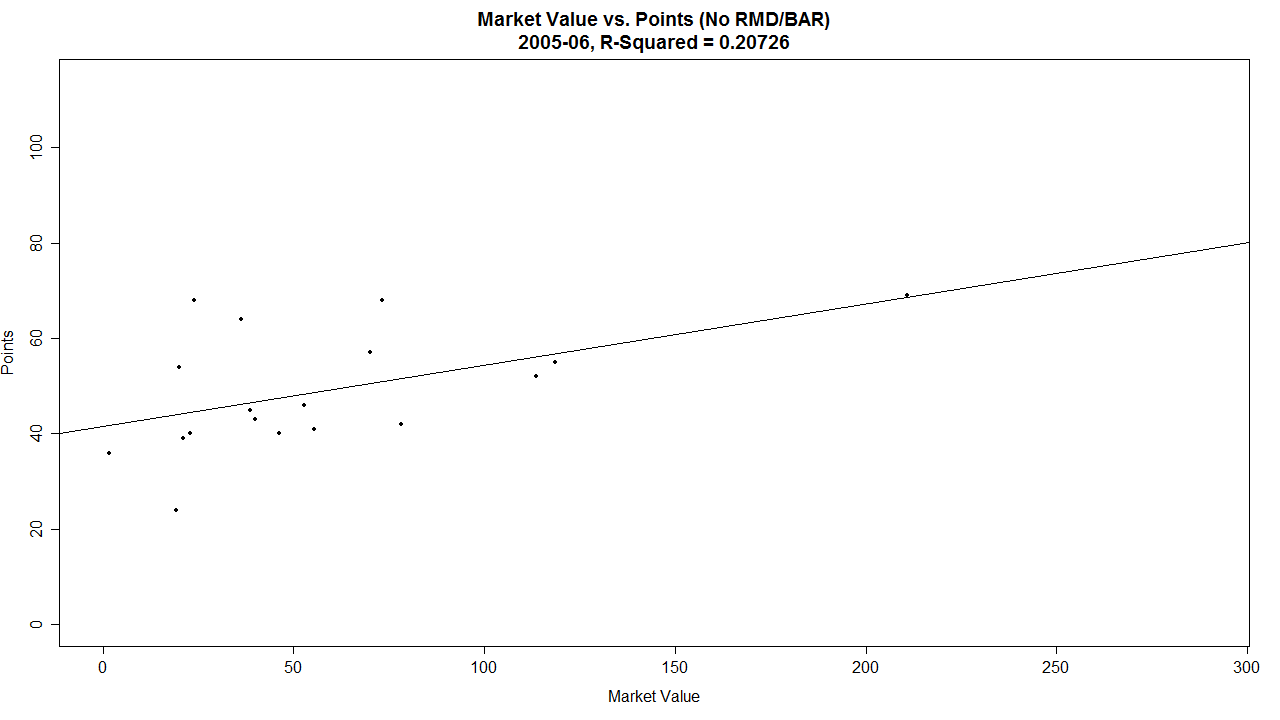 Market Value vs. Points (No RMD/BAR)
2005-06, R-Squared = 0.20726
Points
100
80
60
40
20
0
0 50 100 150 200 250 300
Market Value